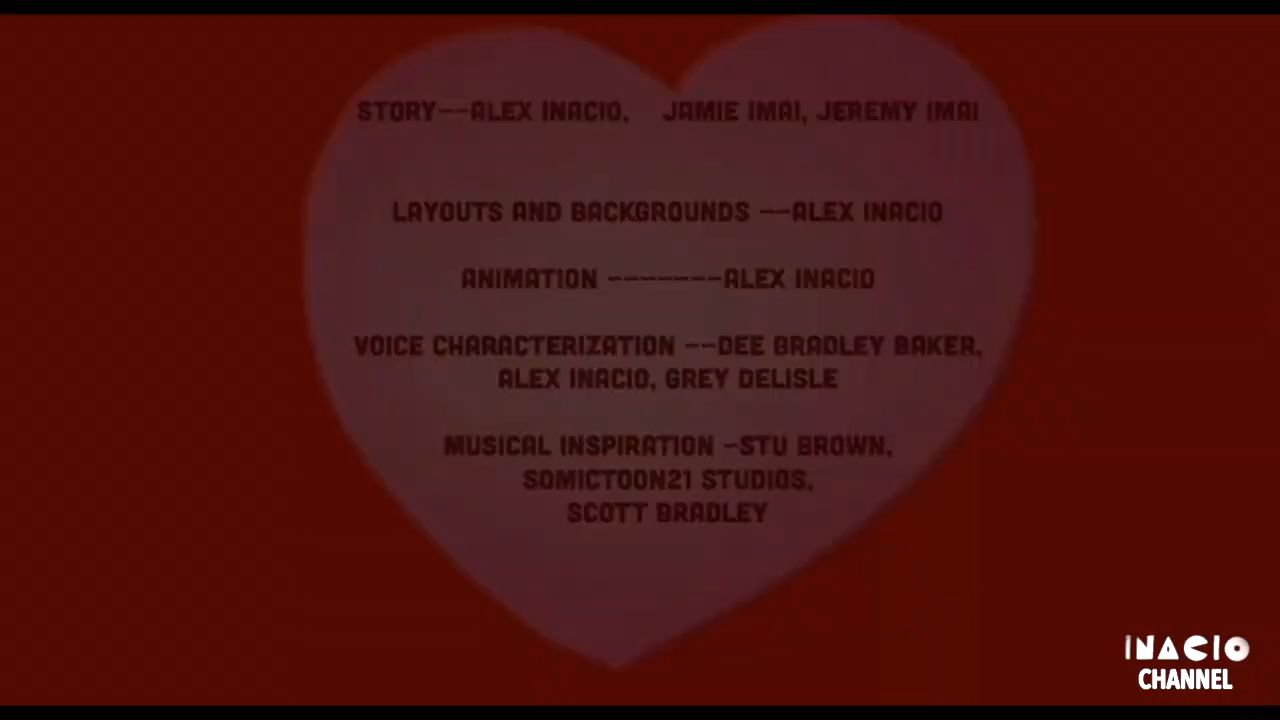 STORY--ALEX INACIO, JAMIE IMAI, JEREMY IMAI
LAYOUTS AND BACKGROUNDS --ALEX INACIO
ANIMATION -------ALEX INACIO
VOICE CHARACTERIZATION --DEE BRADLEY BAKER,
ALEX INACIO, GREY DELISLE
MUSICAL INSPIRATION -STU BROWN,
SOMICTOON21 STUDIOS,
SCOTT BRADLEY
INACIO
CHANNEL